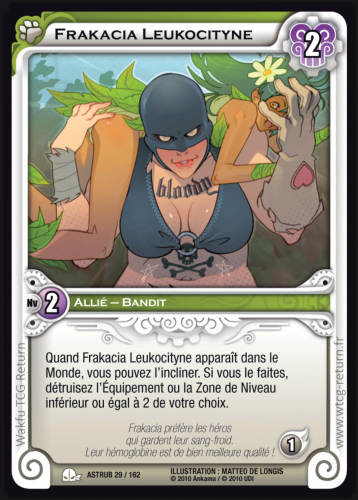 Frakacia Leukocityne
2
bloody
Nv 2 Allié – Bandit
Quand Frakacia Leukocityne apparaît dans le
Monde, vous pouvez l'incliner. Si vous le faites,
détruisez l'Équipement ou la Zone de Niveau
inférieur ou égal à 2 de votre choix.
Frakacia préfère les héros
qui gardent leur sang-froid.
Leur hémoglobine est de bien meilleure qualité !
1
ASTRUB 29 / 162
ILLUSTRATION : MATTEO DE LONGIS
© 2010 Ankama / © 2010 UDI
Wakfu TCG Return
www.wtcg-return.fr